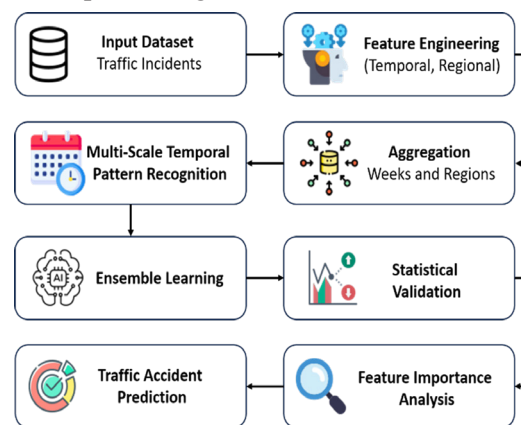 Input Dataset
Traffic Incidents
Feature Engineering
(Temporal, Regional)
Multi-Scale Temporal
Pattern Recognition
Aggregation
Weeks and Regions
AI
Ensemble Learning
Statistical
Validation
Traffic Accident
Prediction
Feature Importance
Analysis